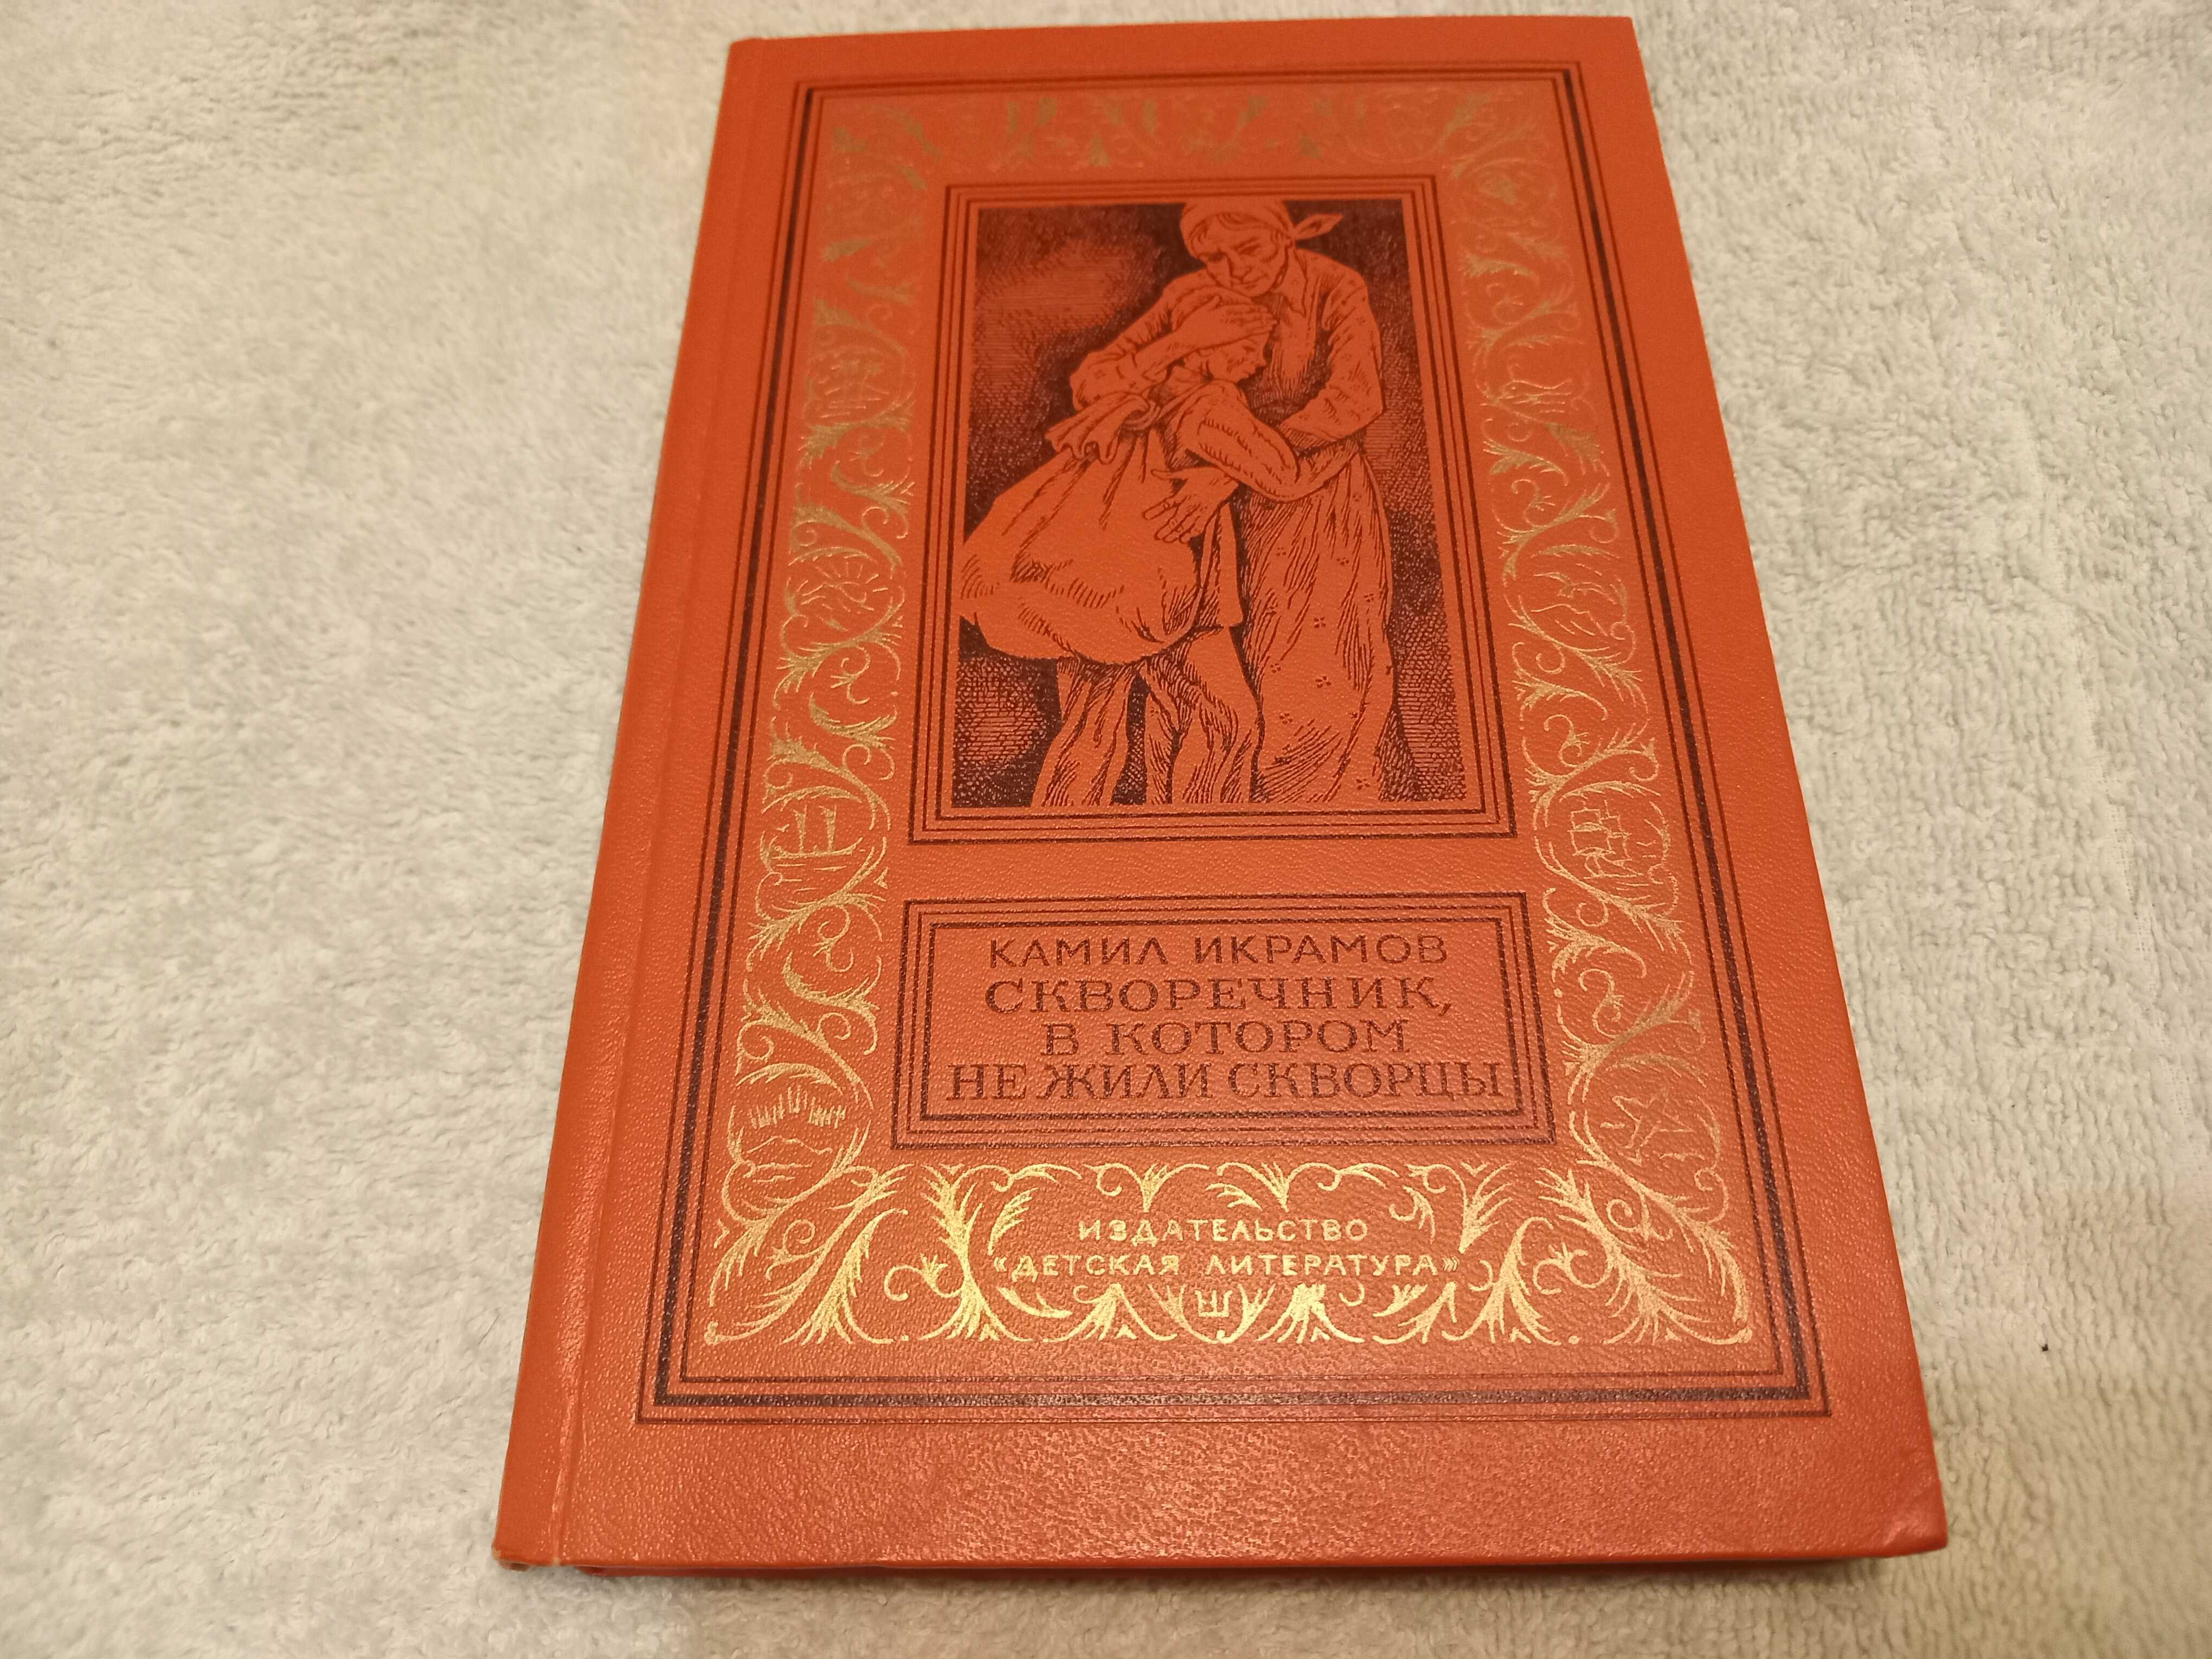 КАМИЛ ИКРАМОВ
СКВОРЕЧНИК,
В КОТОРОМ
НЕ ЖИЛИ СКВОРЦЫ
ИЗДАТЕЛЬСТВО
«ДЕТСКАЯ ЛИТЕРАТУРА»